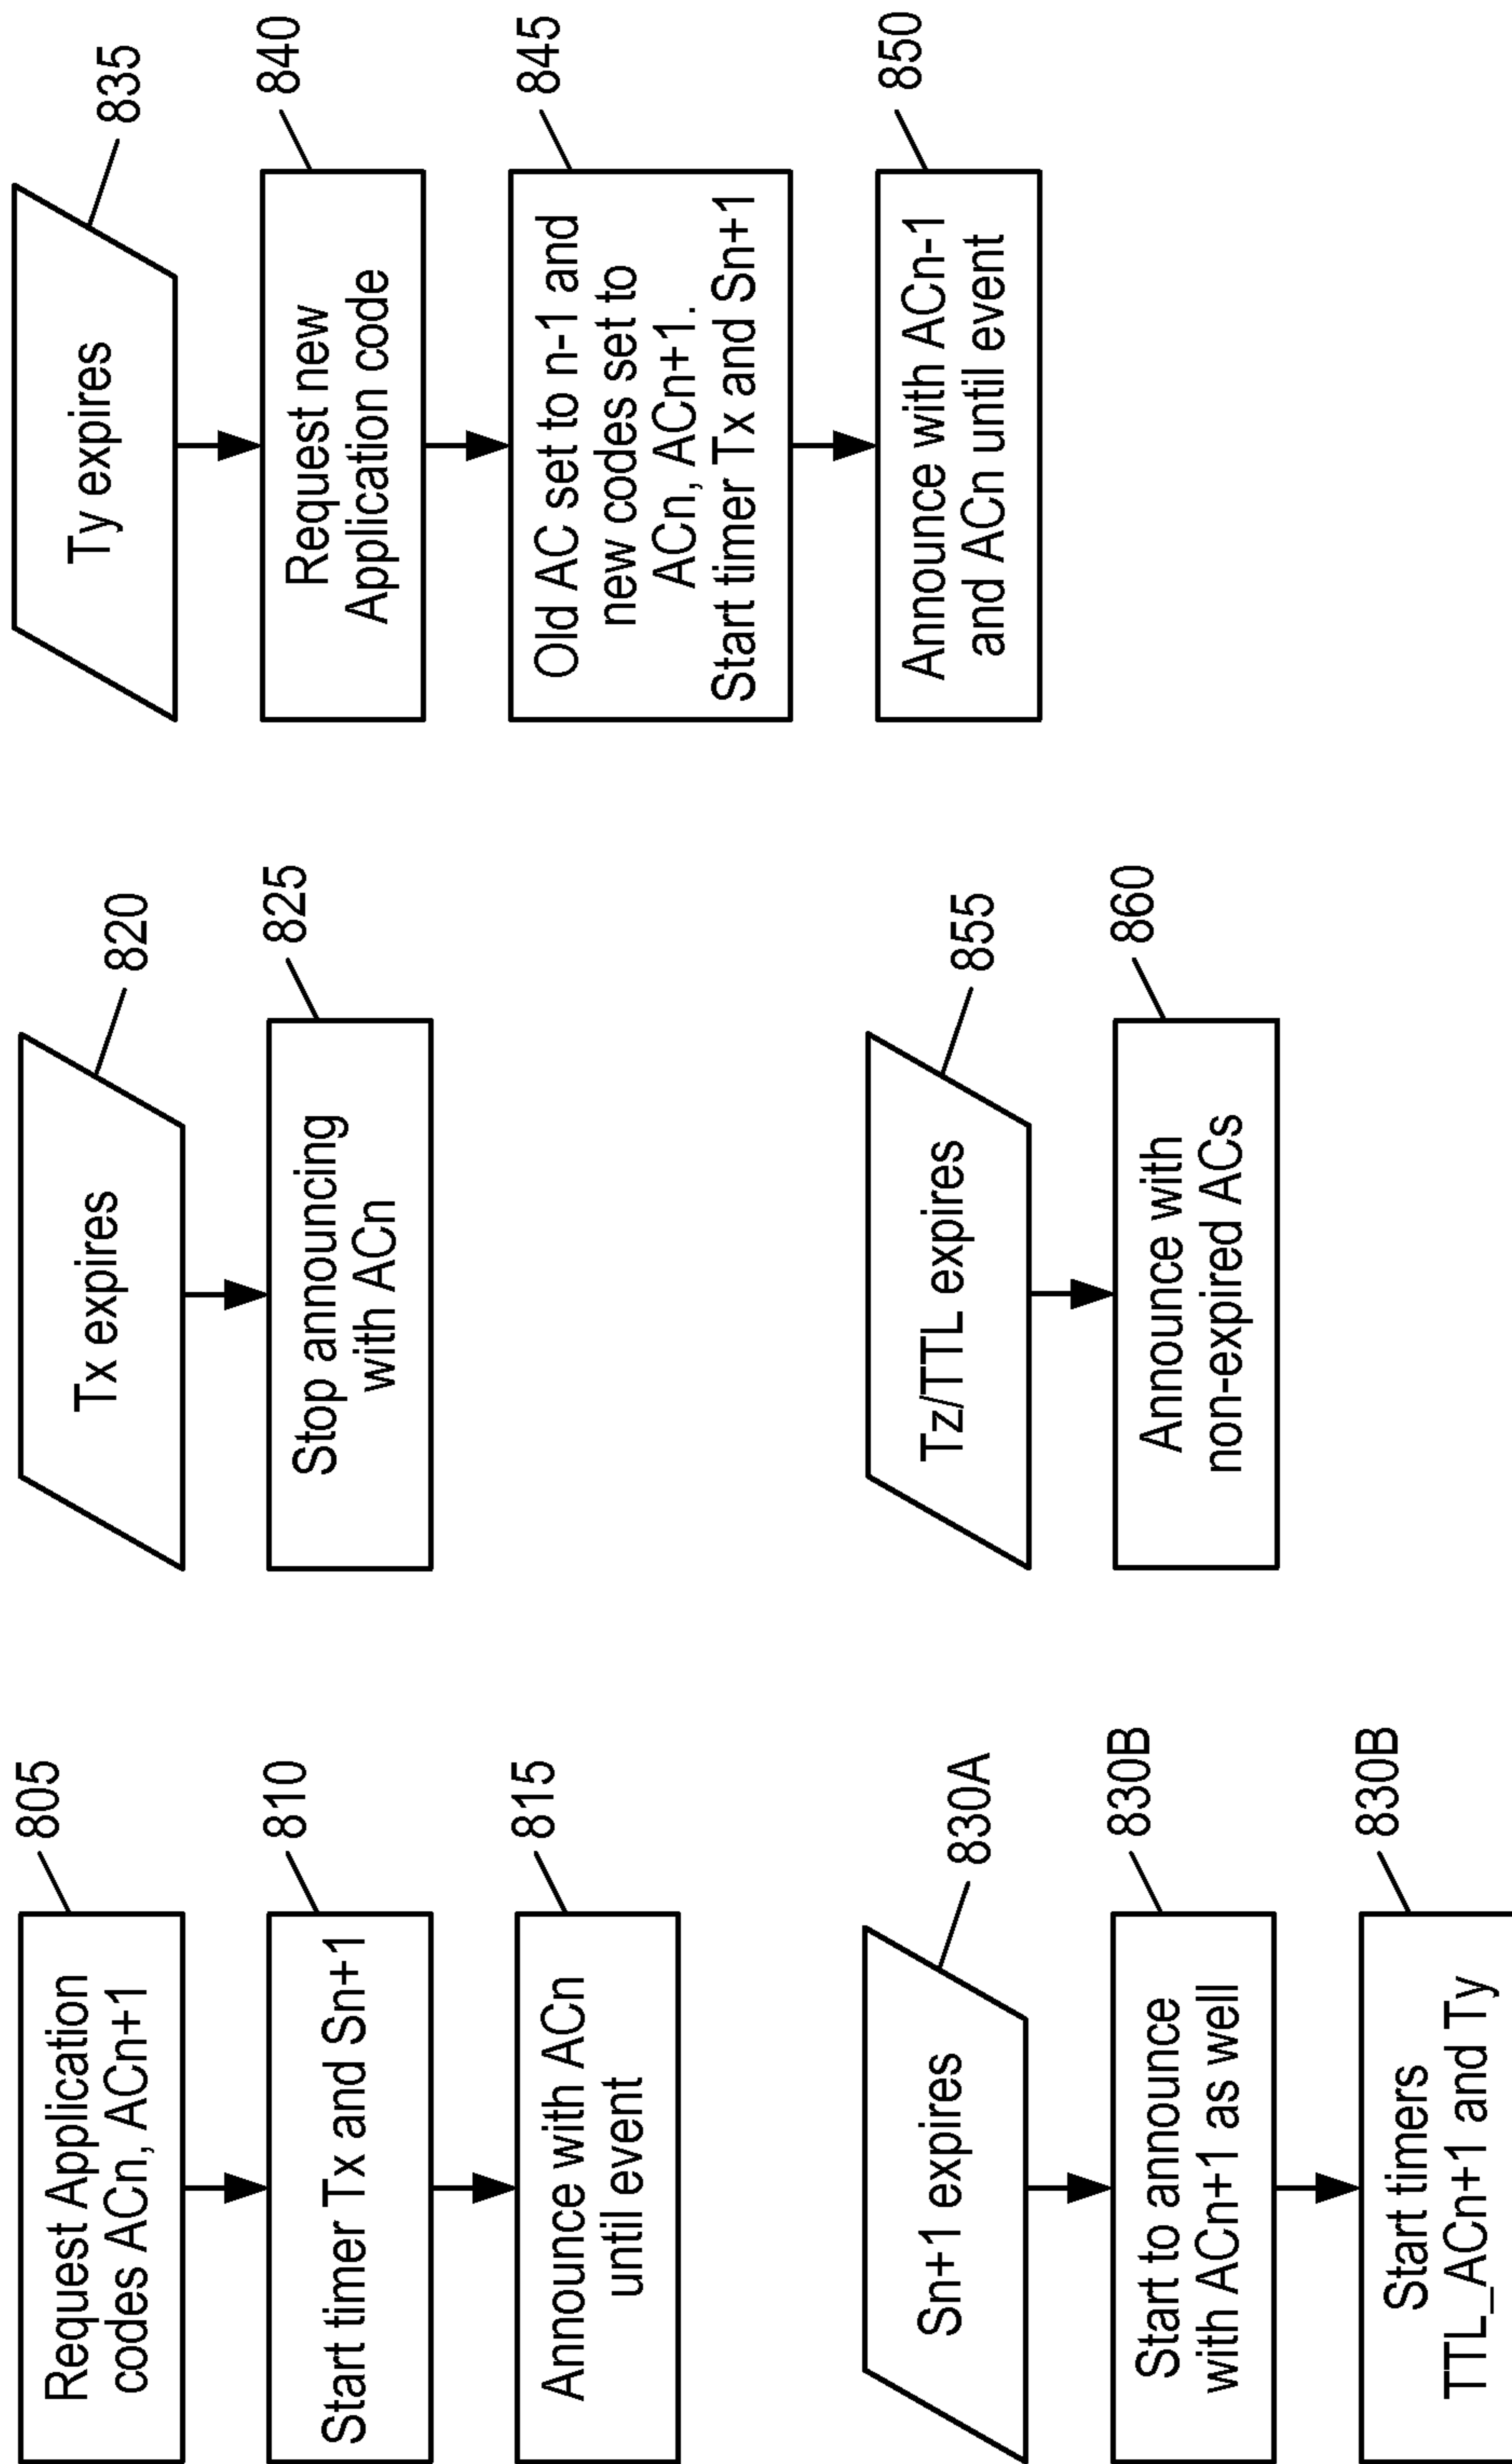 805
Request Application
codes ACn, ACn+1
810
Start timer Tx and Sn+1
815
Announce with ACn
until event
820
Tx expires
825
Stop announcing
with ACn
835
Ty expires
840
Request new
Application code
845
Old AC set to n-1 and
new codes set to
ACn, ACn+1.
Start timer Tx and Sn+1
850
Announce with ACn-1
and ACn until event
830A
Sn+1 expires
830B
Start to announce
with ACn+1 as well
830B
Start timers
TTL_ACn+1 and Ty
855
Tz/TTL expires
860
Announce with
non-expired ACs